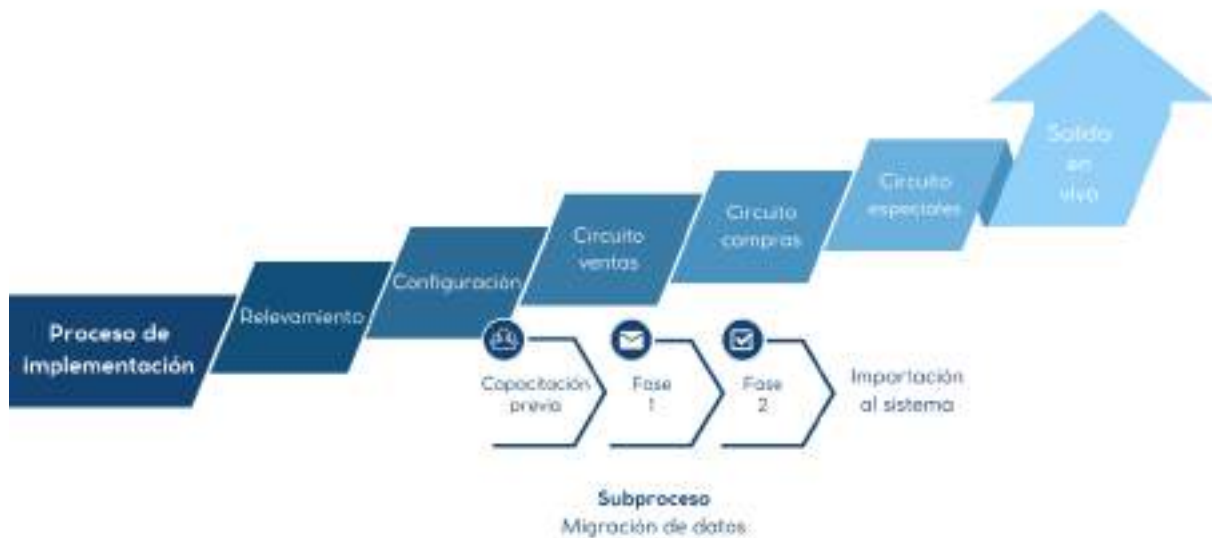 Proceso de
implementación
Relevamiento
Configuración
Circuito
ventas
Circuito
compras
Circuito
especiales
Salida
en
vivo
Capacitación
previa
Fase
1
Fase
2
Importación
al sistema
Subproceso
Migración de datos